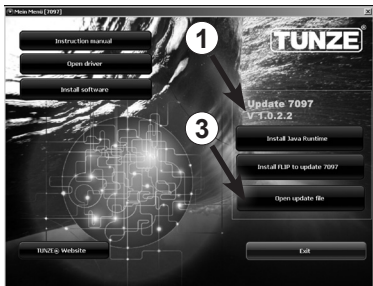 Mein Menü [7097]
Instruction manual
Open driver
Install software
TUNZE® Website
1
TUNZE®
Update 7097
V 1.0.2.2
Install Java Runtime
Install FLIP to update 7097
3
Open update file
Exit